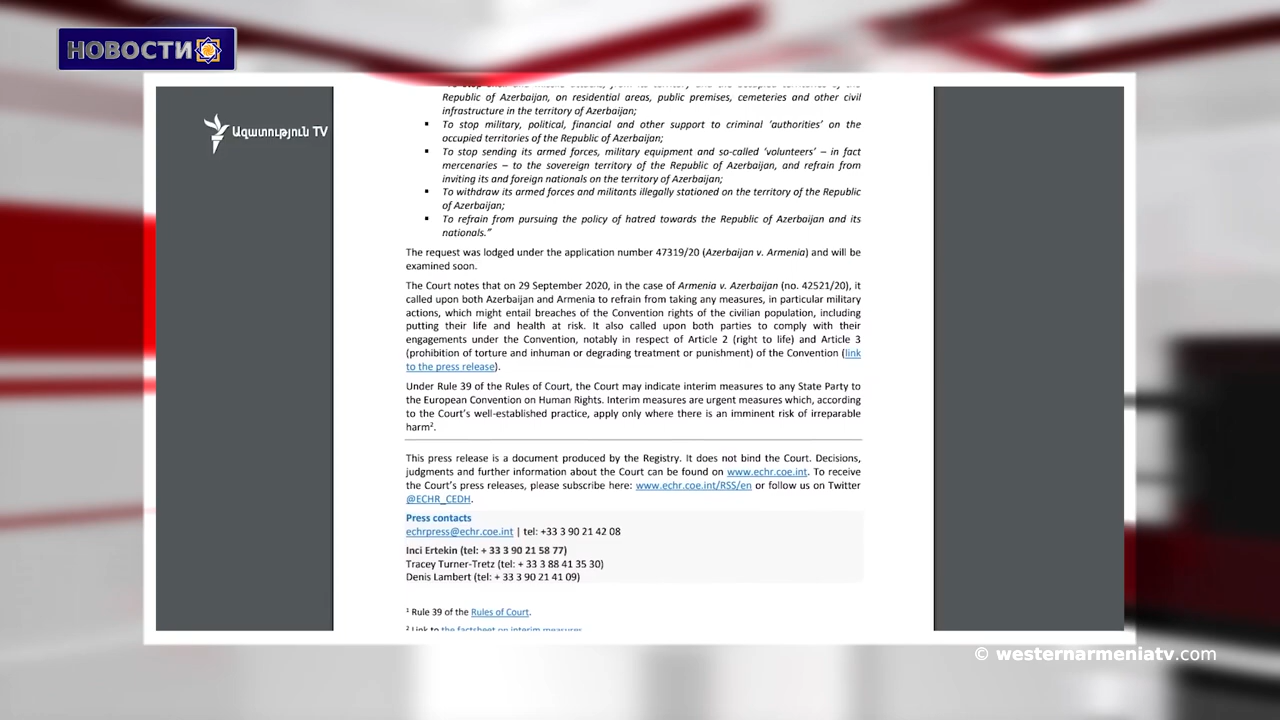 НОВОСТИ
Ազատություն TV
Republic of Azerbaijan, on residential areas, public premises, cemeteries and other civil
infrastructure in the territory of Azerbaijan;
▪ To stop military, political, financial and other support to criminal ‘authorities’ on the
occupied territories of the Republic of Azerbaijan;
▪ To stop sending its armed forces, military equipment and so-called ‘volunteers’ – in fact
mercenaries – to the sovereign territory of the Republic of Azerbaijan, and refrain from
inviting its and foreign nationals on the territory of Azerbaijan;
▪ To withdraw its armed forces and militants illegally stationed on the territory of the Republic
of Azerbaijan;
▪ To refrain from pursuing the policy of hatred towards the Republic of Azerbaijan and its
nationals.”
The request was lodged under the application number 47319/20 (Azerbaijan v. Armenia) and will be
examined soon.
The Court notes that on 29 September 2020, in the case of Armenia v. Azerbaijan (no. 42521/20), it
called upon both Azerbaijan and Armenia to refrain from taking any measures, in particular military
actions, which might entail breaches of the Convention rights of the civilian population, including
putting their life and health at risk. It also called upon both parties to comply with their
engagements under the Convention, notably in respect of Article 2 (right to life) and Article 3
(prohibition of torture and inhuman or degrading treatment or punishment) of the Convention (link
to the press release).
Under Rule 39 of the Rules of Court, the Court may indicate interim measures to any State Party to
the European Convention on Human Rights. Interim measures are urgent measures which, according
to the Court’s well-established practice, apply only where there is an imminent risk of irreparable
harm².
This press release is a document produced by the Registry. It does not bind the Court. Decisions,
judgments and further information about the Court can be found on www.echr.coe.int. To receive
the Court’s press releases, please subscribe here: www.echr.coe.int/RSS/en or follow us on Twitter
@ECHR_CEDH.
Press contacts
echrpress@echr.coe.int | tel: +33 3 90 21 42 08
Inci Ertekin (tel: + 33 3 90 21 58 77)
Tracey Turner-Tretz (tel: + 33 3 88 41 35 30)
Denis Lambert (tel: + 33 3 90 21 41 09)
¹ Rule 39 of the Rules of Court.
² Link to the factsheet on interim measures
© westernarmeniatv.com